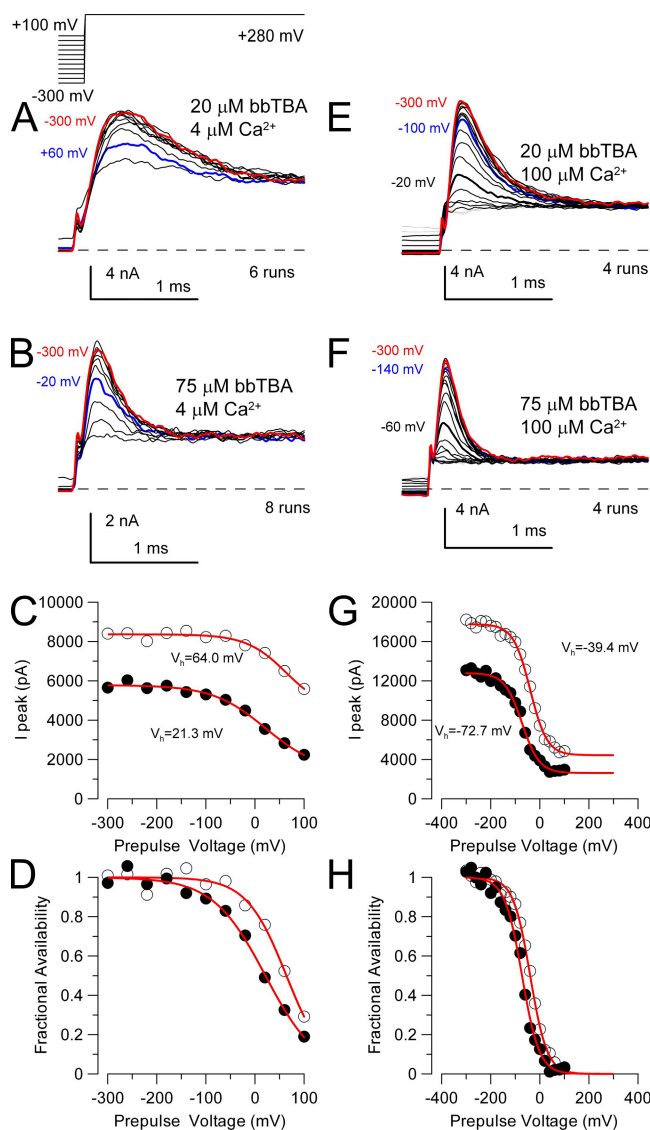 +100 mV
+280 mV
-300 mV
A
-300 mV
+60 mV
20 μM bbTBA
4 μM Ca²⁺
4 nA
1 ms
6 runs
E
-300 mV
-100 mV
-20 mV
20 μM bbTBA
100 μM Ca²⁺
4 nA
1 ms
4 runs
B
-300 mV
-20 mV
75 μM bbTBA
4 μM Ca²⁺
2 nA
1 ms
8 runs
F
-300 mV
-140 mV
-60 mV
75 μM bbTBA
100 μM Ca²⁺
4 nA
1 ms
4 runs
C
I peak (pA)
10000
8000
6000
4000
2000
0
Vₕ=64.0 mV
Vₕ=21.3 mV
-300 -200 -100 0 100
Prepulse Voltage (mV)
G
I peak (pA)
20000
16000
12000
8000
4000
0
Vₕ=-39.4 mV
Vₕ=-72.7 mV
-400 -200 0 200 400
Prepulse Voltage (mV)
D
Fractional Availability
1
0.8
0.6
0.4
0.2
0
-300 -200 -100 0 100
Prepulse Voltage (mV)
H
Fractional Availability
1
0.8
0.6
0.4
0.2
0
-400 -200 0 200 400
Prepulse Voltage (mV)